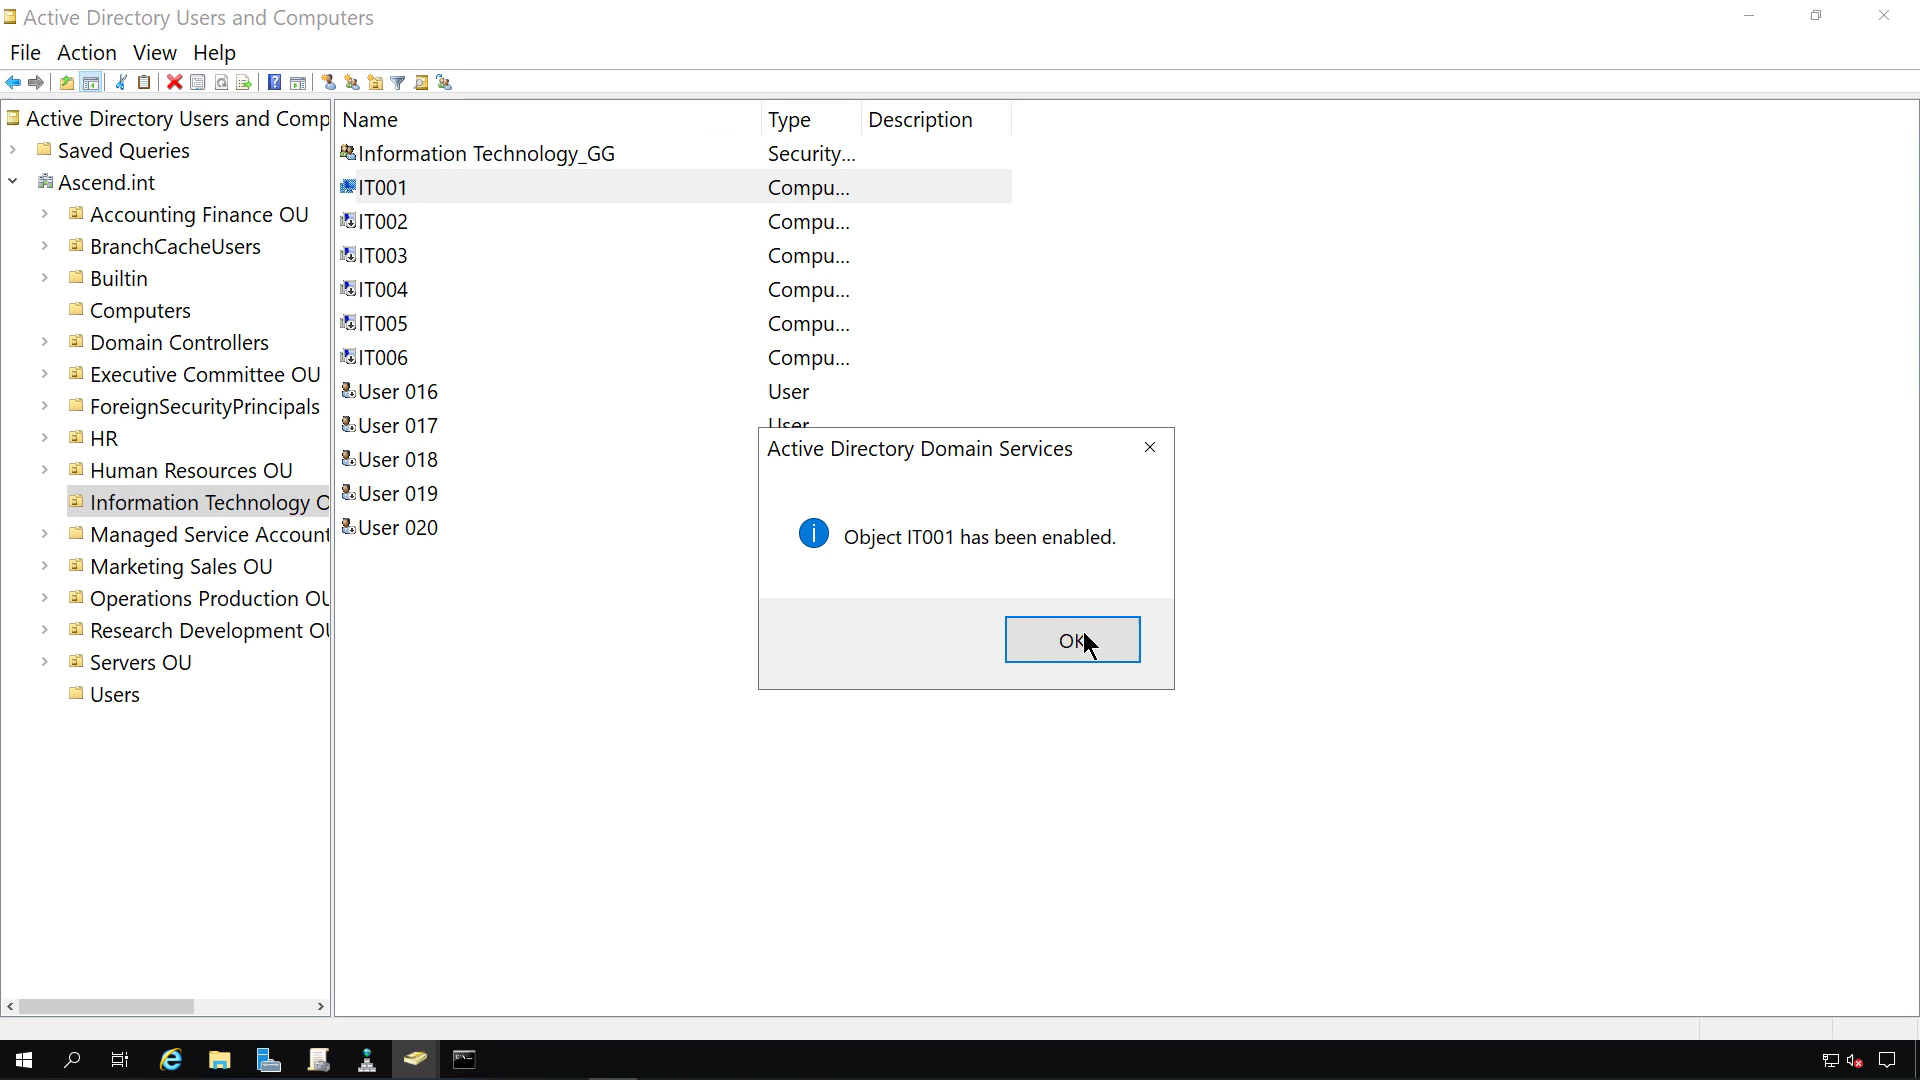 Active Directory Users and Computers
File Action View Help
Active Directory Users and Comp
Saved Queries
Ascend.int
Accounting Finance OU
BranchCacheUsers
Builtin
Computers
Domain Controllers
Executive Committee OU
ForeignSecurityPrincipals
HR
Human Resources OU
Information Technology O
Managed Service Account
Marketing Sales OU
Operations Production OU
Research Development OU
Servers OU
Users
Name Type Description
Information Technology_GG Security...
IT001 Compu...
IT002 Compu...
IT003 Compu...
IT004 Compu...
IT005 Compu...
IT006 Compu...
User 016 User
User 017 User
User 018
User 019
User 020
Active Directory Domain Services
Object IT001 has been enabled.
OK